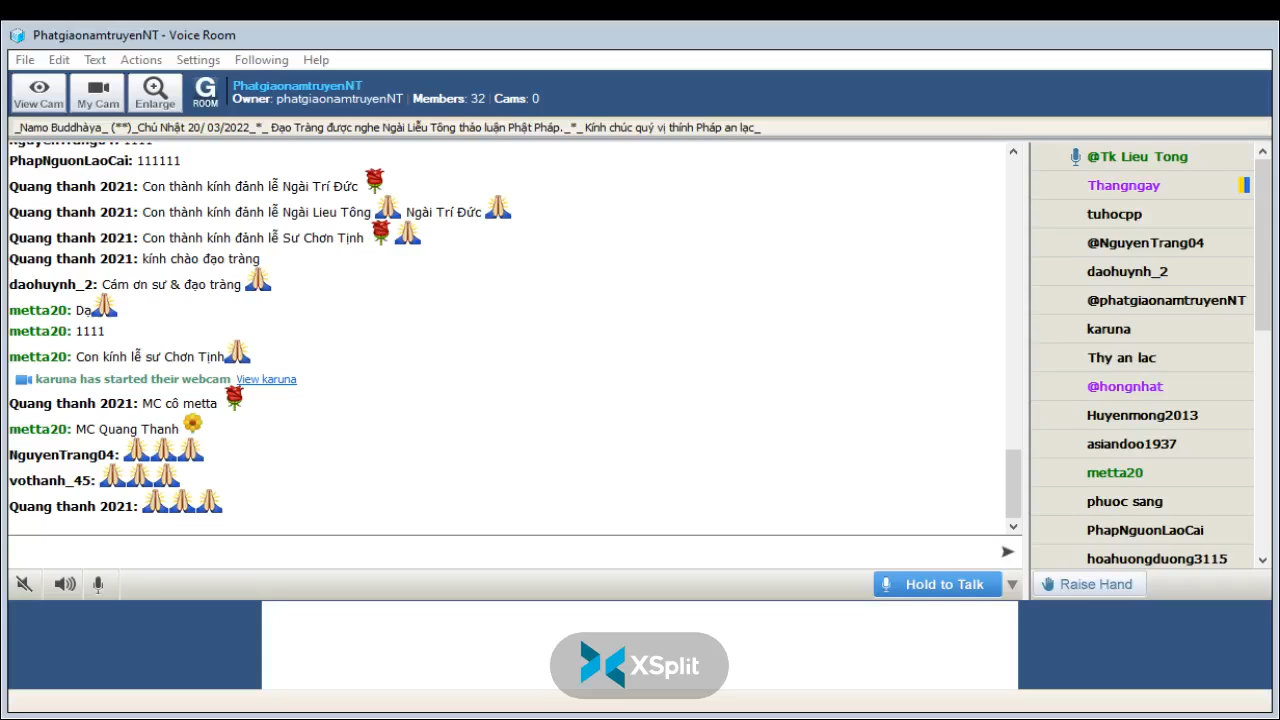 PhatgiaonamtruyenNT - Voice Room
File Edit Text Actions Settings Following Help
View Cam My Cam Enlarge G ROOM
PhatgiaonamtruyenNT
Owner: phatgiaonamtruyenNT | Members: 32 | Cams: 0
_Namo Buddhàya_ (**)_Chủ Nhật 20/ 03/2022_*_ Đạo Tràng được nghe Ngài Liễu Tông thảo luận Phật Pháp._*_ Kính chúc quý vị thính Pháp an lạc_
PhapNguonLaoCai: 111111
Quang thanh 2021: Con thành kính đảnh lễ Ngài Trí Đức
Quang thanh 2021: Con thành kính đảnh lễ Ngài Lieu Tông Ngài Trí Đức
Quang thanh 2021: Con thành kính đảnh lễ Sư Chơn Tịnh
Quang thanh 2021: kính chào đạo tràng
daohuynh_2: Cám ơn sư & đạo tràng
metta20: Dạ
metta20: 1111
metta20: Con kính lễ sư Chơn Tịnh
karuna has started their webcam View karuna
Quang thanh 2021: MC cô metta
metta20: MC Quang Thanh
NguyenTrang04:
vothanh_45:
Quang thanh 2021:
@Tk Lieu Tong
Thangngay
tuhocpp
@NguyenTrang04
daohuynh_2
@phatgiaonamtruyenNT
karuna
Thy an lac
@hongnhat
Huyenmong2013
asiandoo1937
metta20
phuoc sang
PhapNguonLaoCai
hoahuongduong3115
Hold to Talk
Raise Hand
XSplit